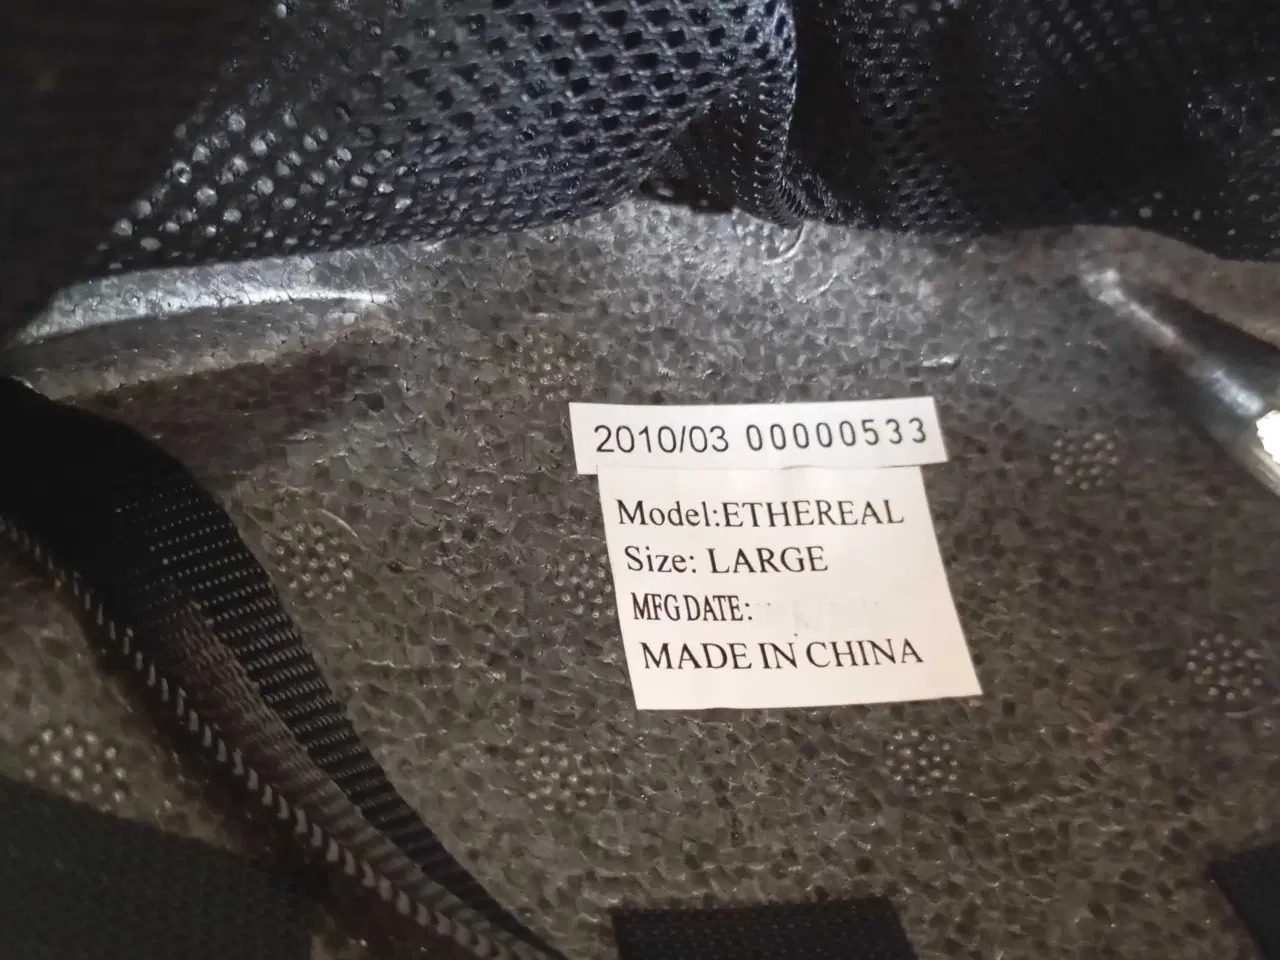 2010/03 00000533
Model:ETHEREAL
Size: LARGE
MFG DATE:
MADE IN CHINA